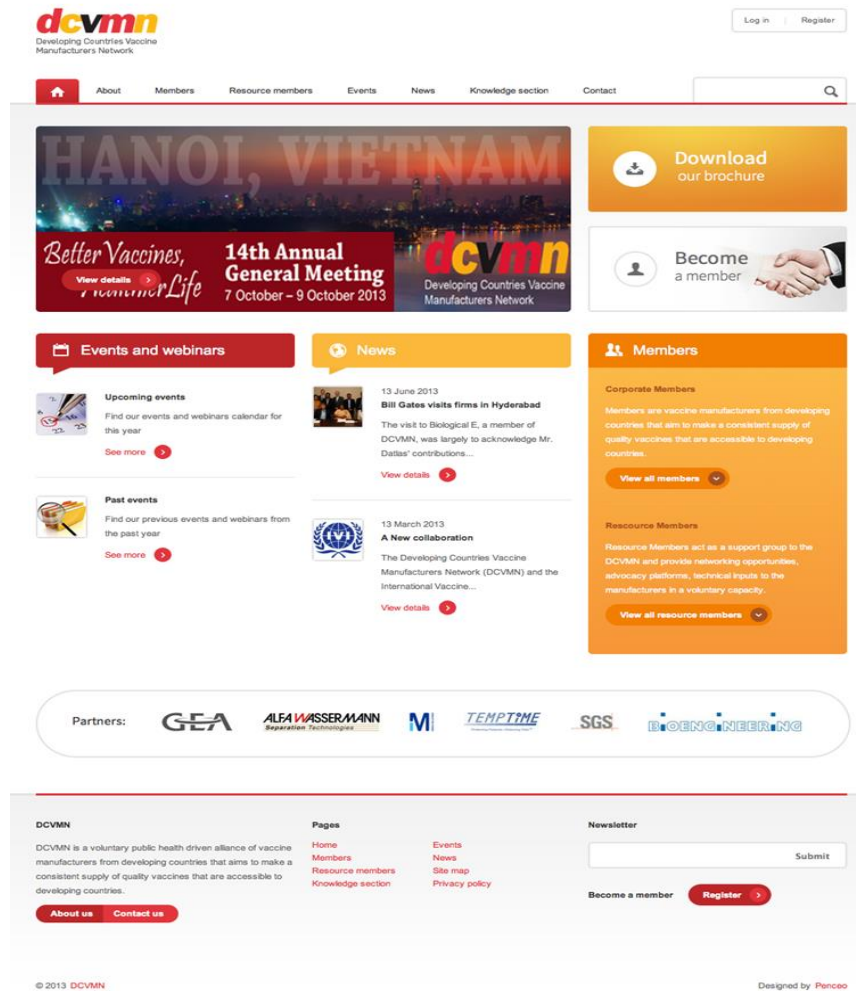 dcvmn
Developing Countries Vaccine
Manufacturers Network
Log in
Register
About
Members
Resource members
Events
News
Knowledge section
Contact
HANOI, VIETNAM
Better Vaccines,
Healthier Life
View details
14th Annual
General Meeting
7 October – 9 October 2013
dcvmn
Developing Countries Vaccine
Manufacturers Network
Download
our brochure
Become
a member
Events and webinars
Upcoming events
Find our events and webinars calendar for
this year
See more
Past events
Find our previous events and webinars from
the past year
See more
News
13 June 2013
Bill Gates visits firms in Hyderabad
The visit to Biological E, a member of
DCVMN, was largely to acknowledge Mr.
Datlas' contributions...
View details
13 March 2013
A New collaboration
The Developing Countries Vaccine
Manufacturers Network (DCVMN) and the
International Vaccine...
View details
Members
Corporate Members
Members are vaccine manufacturers from developing
countries that aim to make a consistent supply of
quality vaccines that are accessible to developing
countries.
View all members
Rescource Members
Resource Members act as a support group to the
DCVMN and provide networking opportunities,
advocacy platforms, technical inputs to the
manufacturers in a voluntary capacity.
View all resource members
Partners:
GEA
ALFA WASSERMANN
Separation Technologies
M
TEMPTIME
SGS
BIOENGINEERING
DCVMN
DCVMN is a voluntary public health driven alliance of vaccine
manufacturers from developing countries that aims to make a
consistent supply of quality vaccines that are accessible to
developing countries.
About us
Contact us
Pages
Home
Members
Resource members
Knowledge section
Events
News
Site map
Privacy policy
Newsletter
Submit
Become a member
Register
© 2013 DCVMN
Designed by Penceo